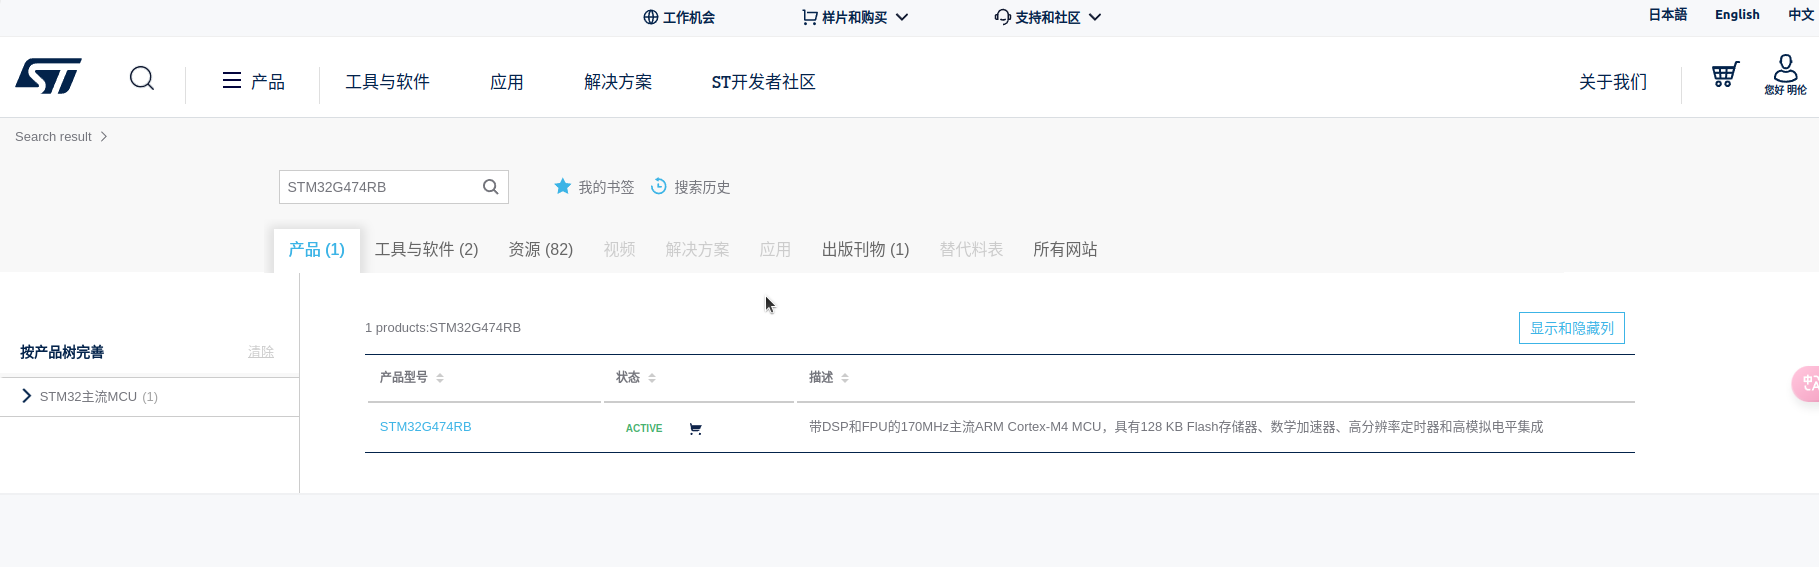 工作机会 样片和购买 支持和社区 日本語 English 中文
ST 产品 工具与软件 应用 解决方案 ST开发者社区 关于我们 您好 明伦
Search result
STM32G474RB 我的书签 搜索历史
产品 (1) 工具与软件 (2) 资源 (82) 视频 解决方案 应用 出版刊物 (1) 替代料表 所有网站
1 products:STM32G474RB 显示和隐藏列
按产品树完善 清除
STM32主流MCU (1)
产品型号 状态 描述
STM32G474RB ACTIVE 带DSP和FPU的170MHz主流ARM Cortex-M4 MCU，具有128 KB Flash存储器、数学加速器、高分辨率定时器和高模拟电平集成